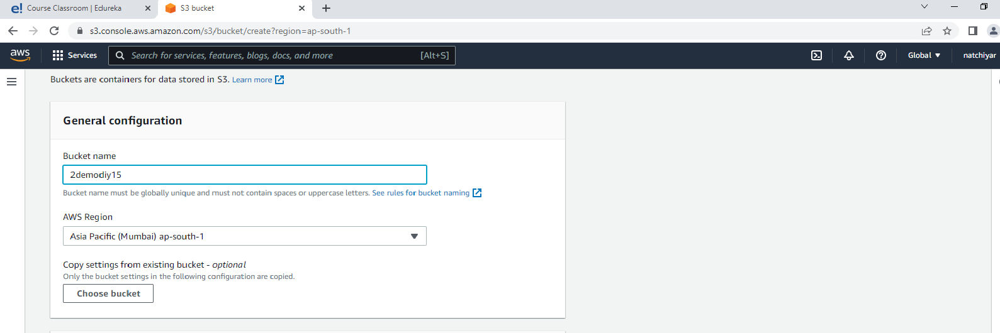 e! Course Classroom | Edureka
S3 bucket
s3.console.aws.amazon.com/s3/bucket/create?region=ap-south-1
aws
Services
Search for services, features, blogs, docs, and more [Alt+S]
Global
natchiyar
Buckets are containers for data stored in S3. Learn more
General configuration
Bucket name
2demodiy15
Bucket name must be globally unique and must not contain spaces or uppercase letters. See rules for bucket naming
AWS Region
Asia Pacific (Mumbai) ap-south-1
Copy settings from existing bucket - optional
Only the bucket settings in the following configuration are copied.
Choose bucket